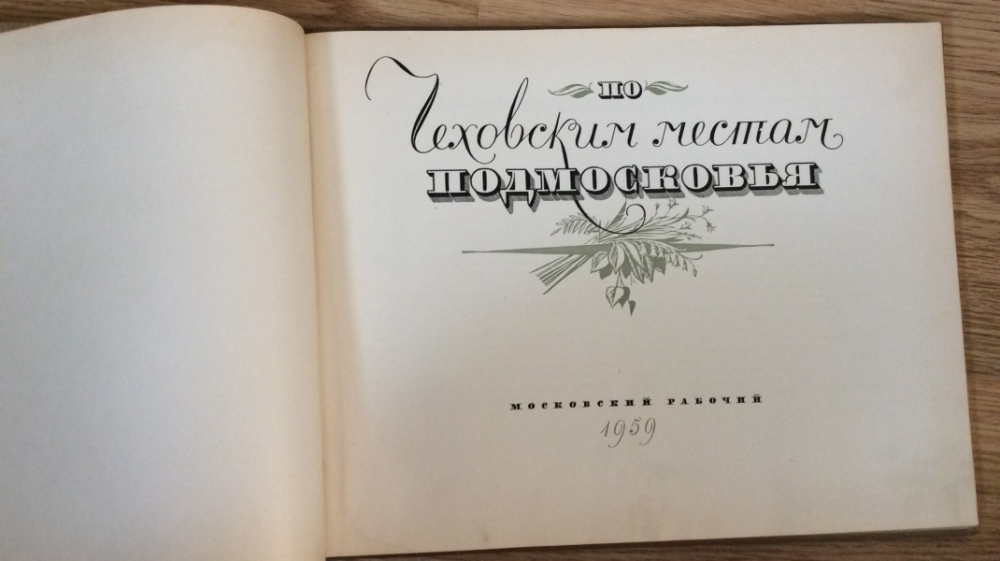 ПО
Чеховским местам
ПОДМОСКОВЬЯ
МОСКОВСКИЙ РАБОЧИЙ
1959